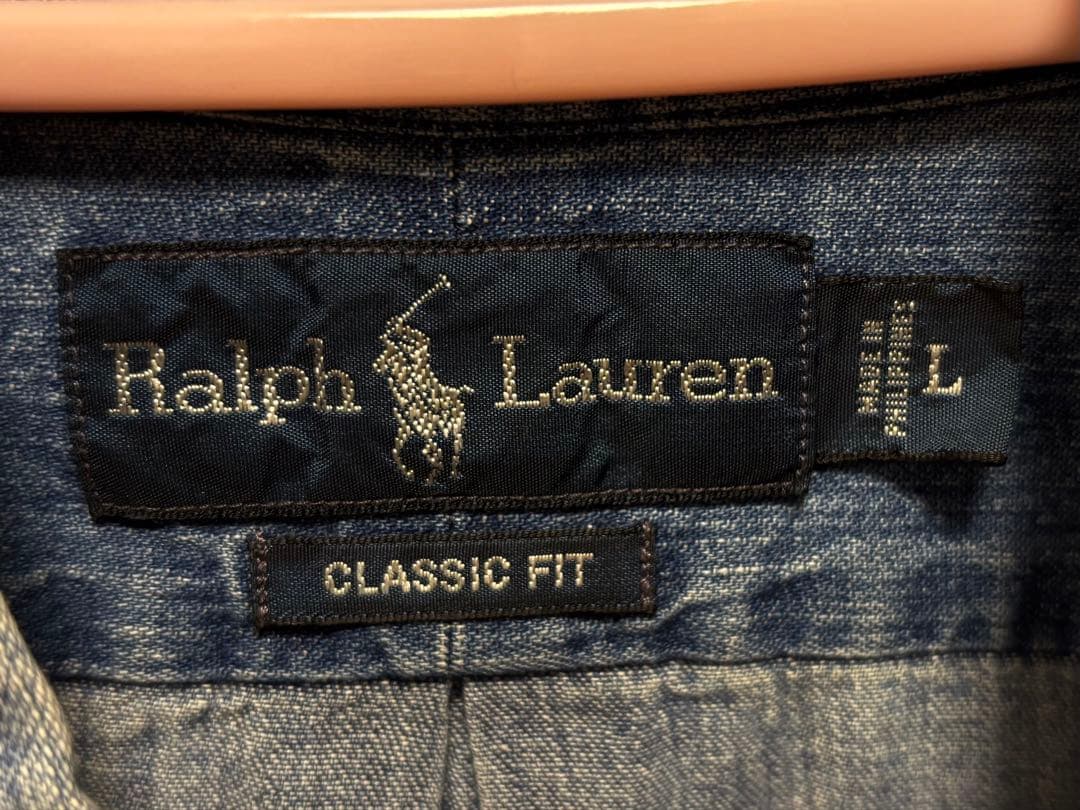 Ralph Lauren
MADE IN
PHILIPPINES
L
CLASSIC FIT